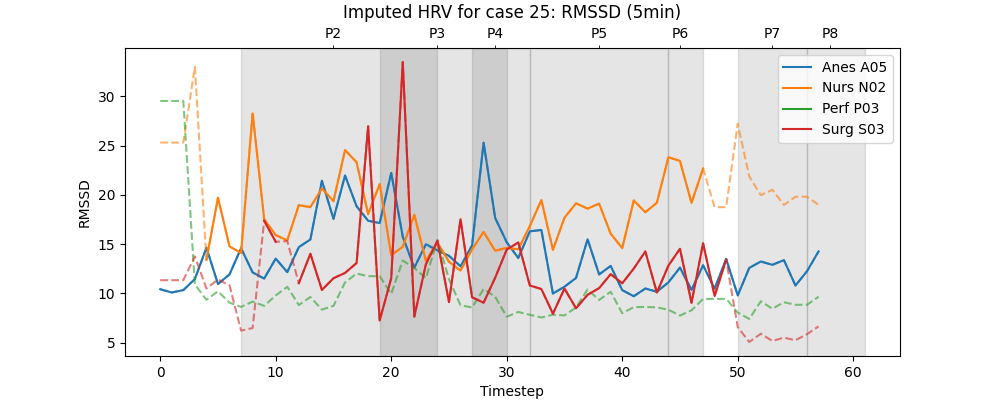 Imputed HRV for case 25: RMSSD (5min)
P2 P3 P4 P5 P6 P7 P8
Anes A05
Nurs N02
Perf P03
Surg S03
30
25
20
15
10
5
RMSSD
0 10 20 30 40 50 60
Timestep